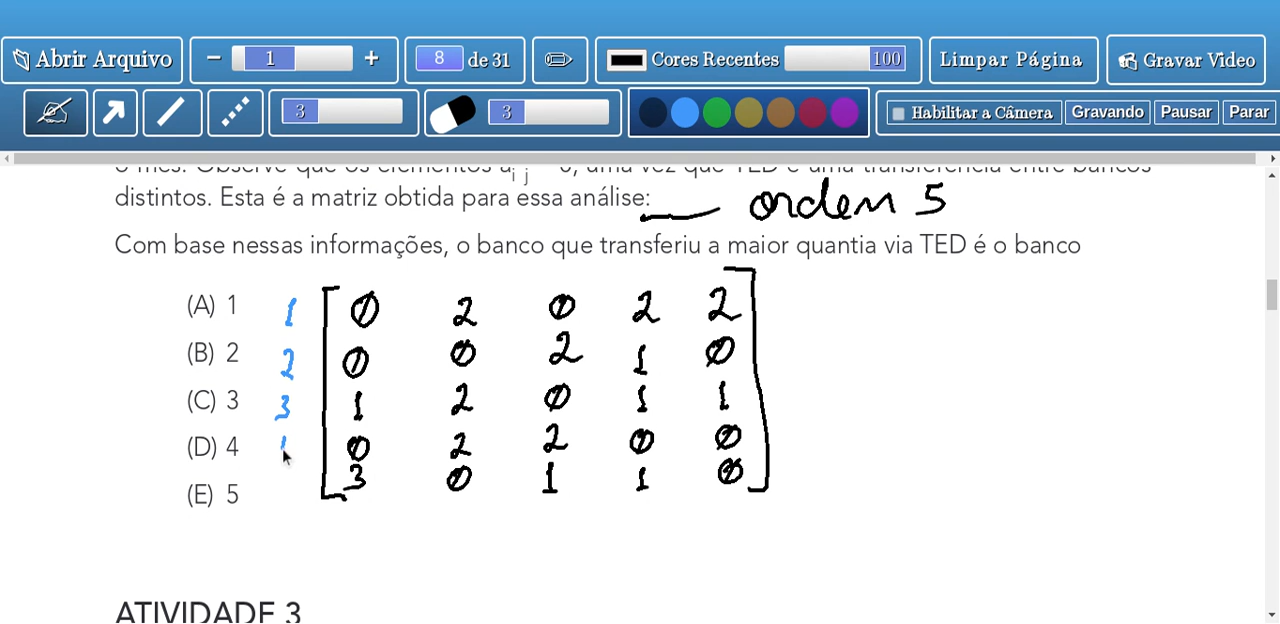 Abrir Arquivo − 1 + 8 de 31 Cores Recentes 100 Limpar Página Gravar Video
3 3 Habilitar a Câmera Gravando Pausar Parar
distintos. Esta é a matriz obtida para essa análise: ordem 5
Com base nessas informações, o banco que transferiu a maior quantia via TED é o banco
(A) 1 1 0 2 0 2 2
(B) 2 2 0 0 2 1 0
(C) 3 3 1 2 0 1 1
(D) 4 0 2 2 0 0
3 0 1 1 0
(E) 5
ATIVIDADE 3